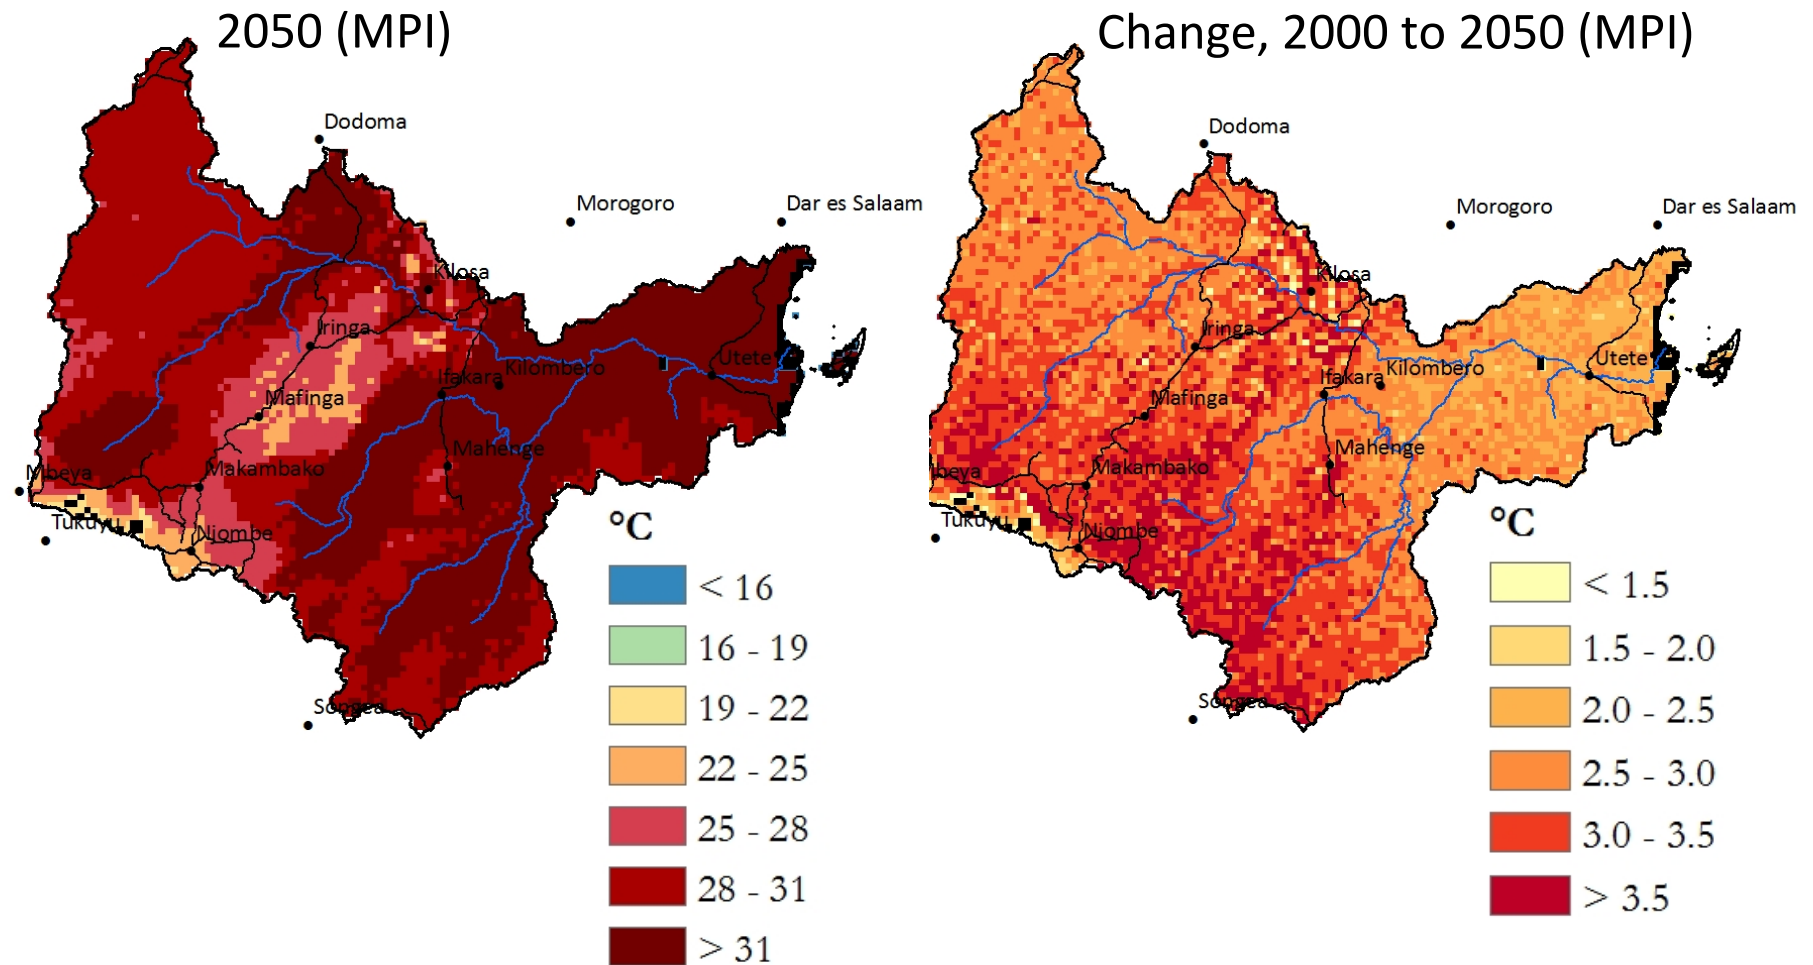 2050 (MPI)
Dodoma
Morogoro
Dar es Salaam
Kilosa
Iringa
Utete
Kilombero
Ifakara
Mafinga
Mahenge
Makambako
Mbeya
Tukuyu
Njombe
Songea
°C
< 16
16 - 19
19 - 22
22 - 25
25 - 28
28 - 31
> 31
Change, 2000 to 2050 (MPI)
Dodoma
Morogoro
Dar es Salaam
Kilosa
Iringa
Utete
Kilombero
Ifakara
Mafinga
Mahenge
Makambako
Mbeya
Tukuyu
Njombe
Songea
°C
< 1.5
1.5 - 2.0
2.0 - 2.5
2.5 - 3.0
3.0 - 3.5
> 3.5